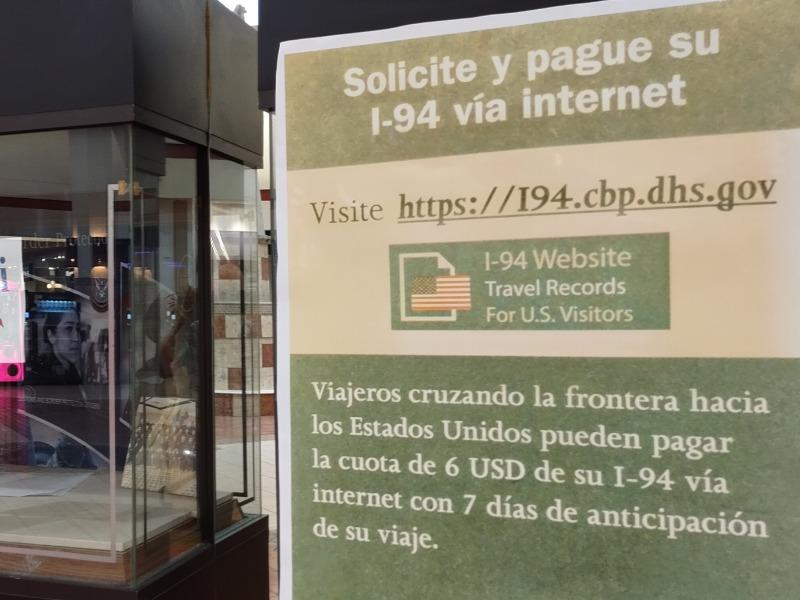 Solicite y pague su
I-94 vía internet
Visite https://I94.cbp.dhs.gov
I-94 Website
Travel Records
For U.S. Visitors
Viajeros cruzando la frontera hacia
los Estados Unidos pueden pagar
la cuota de 6 USD de su I-94 vía
internet con 7 días de anticipación
de su viaje.